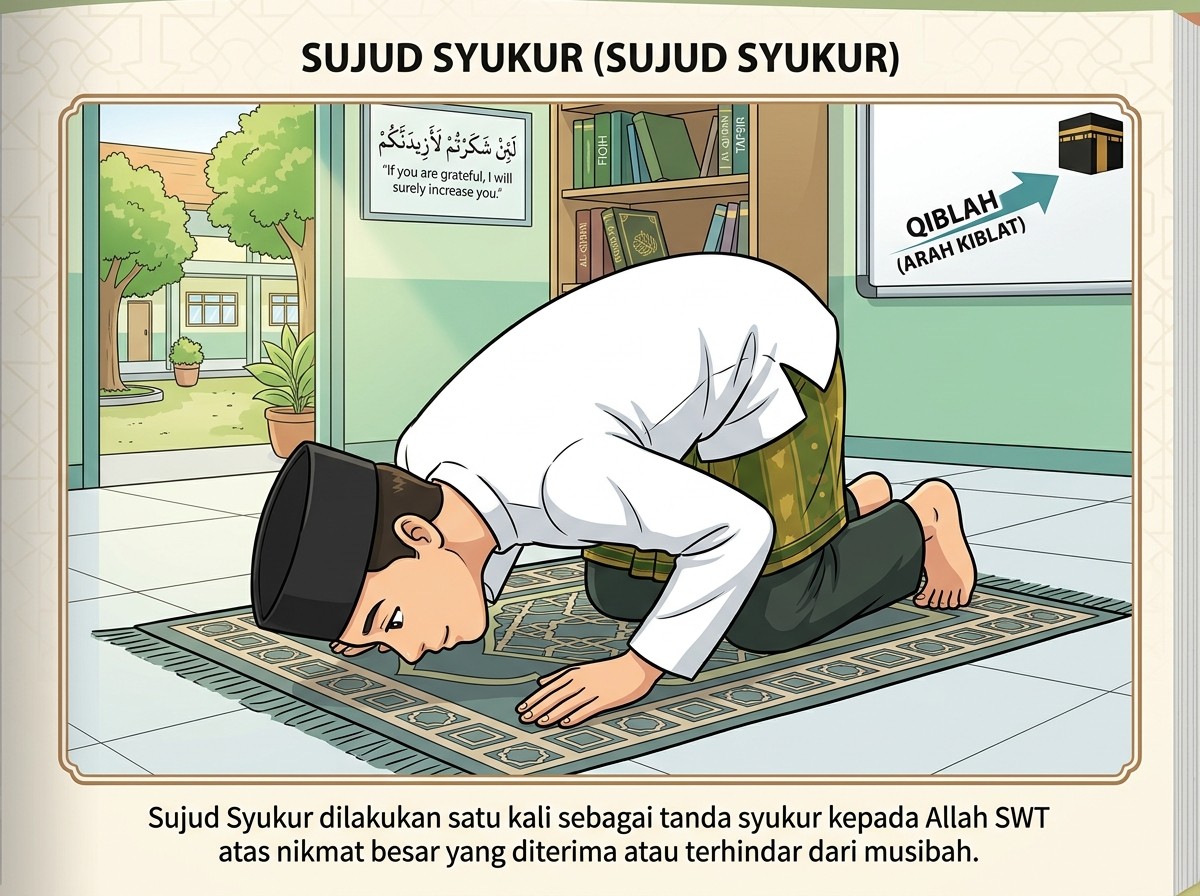 SUJUD SYUKUR (SUJUD SYUKUR)
لَئِنْ شَكَرْتُمْ لَأَزِيدَنَّكُمْ
"If you are grateful, I will
surely increase you."
FIQIH
QIBLAH
(ARAH KIBLAT)
Sujud Syukur dilakukan satu kali sebagai tanda syukur kepada Allah SWT
atas nikmat besar yang diterima atau terhindar dari musibah.